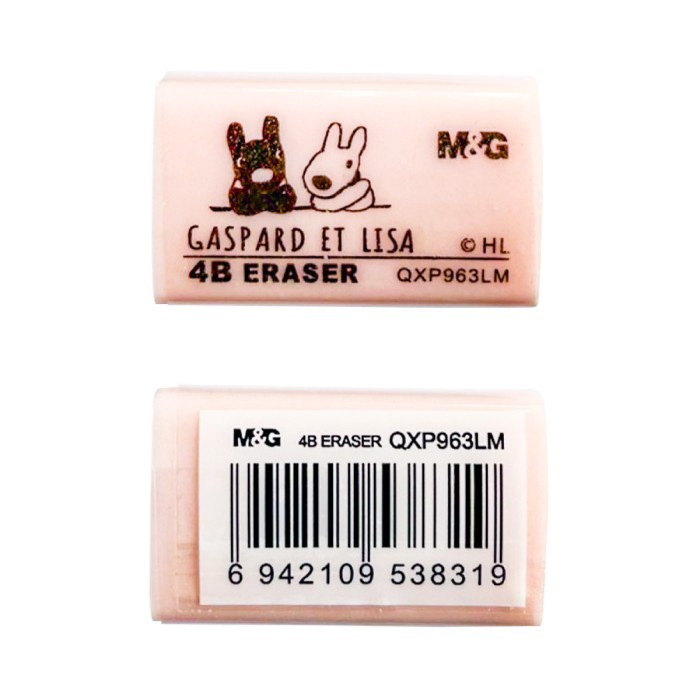 M&G
GASPARD ET LISA © HL
4B ERASER QXP963LM
M&G 4B ERASER QXP963LM
6 942109 538319